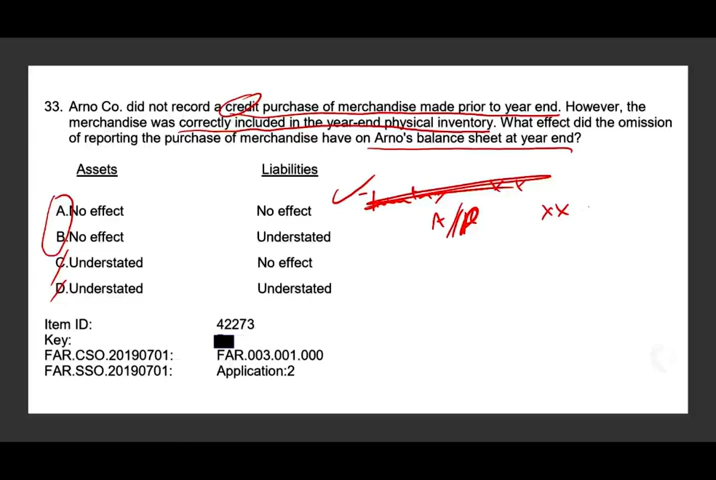 33. Arno Co. did not record a credit purchase of merchandise made prior to year end. However, the
merchandise was correctly included in the year-end physical inventory. What effect did the omission
of reporting the purchase of merchandise have on Arno's balance sheet at year end?
Assets Liabilities
A. No effect No effect
B. No effect Understated
C. Understated No effect
D. Understated Understated
xx
A/P xx
Item ID: 42273
Key:
FAR.CSO.20190701: FAR.003.001.000
FAR.SSO.20190701: Application:2